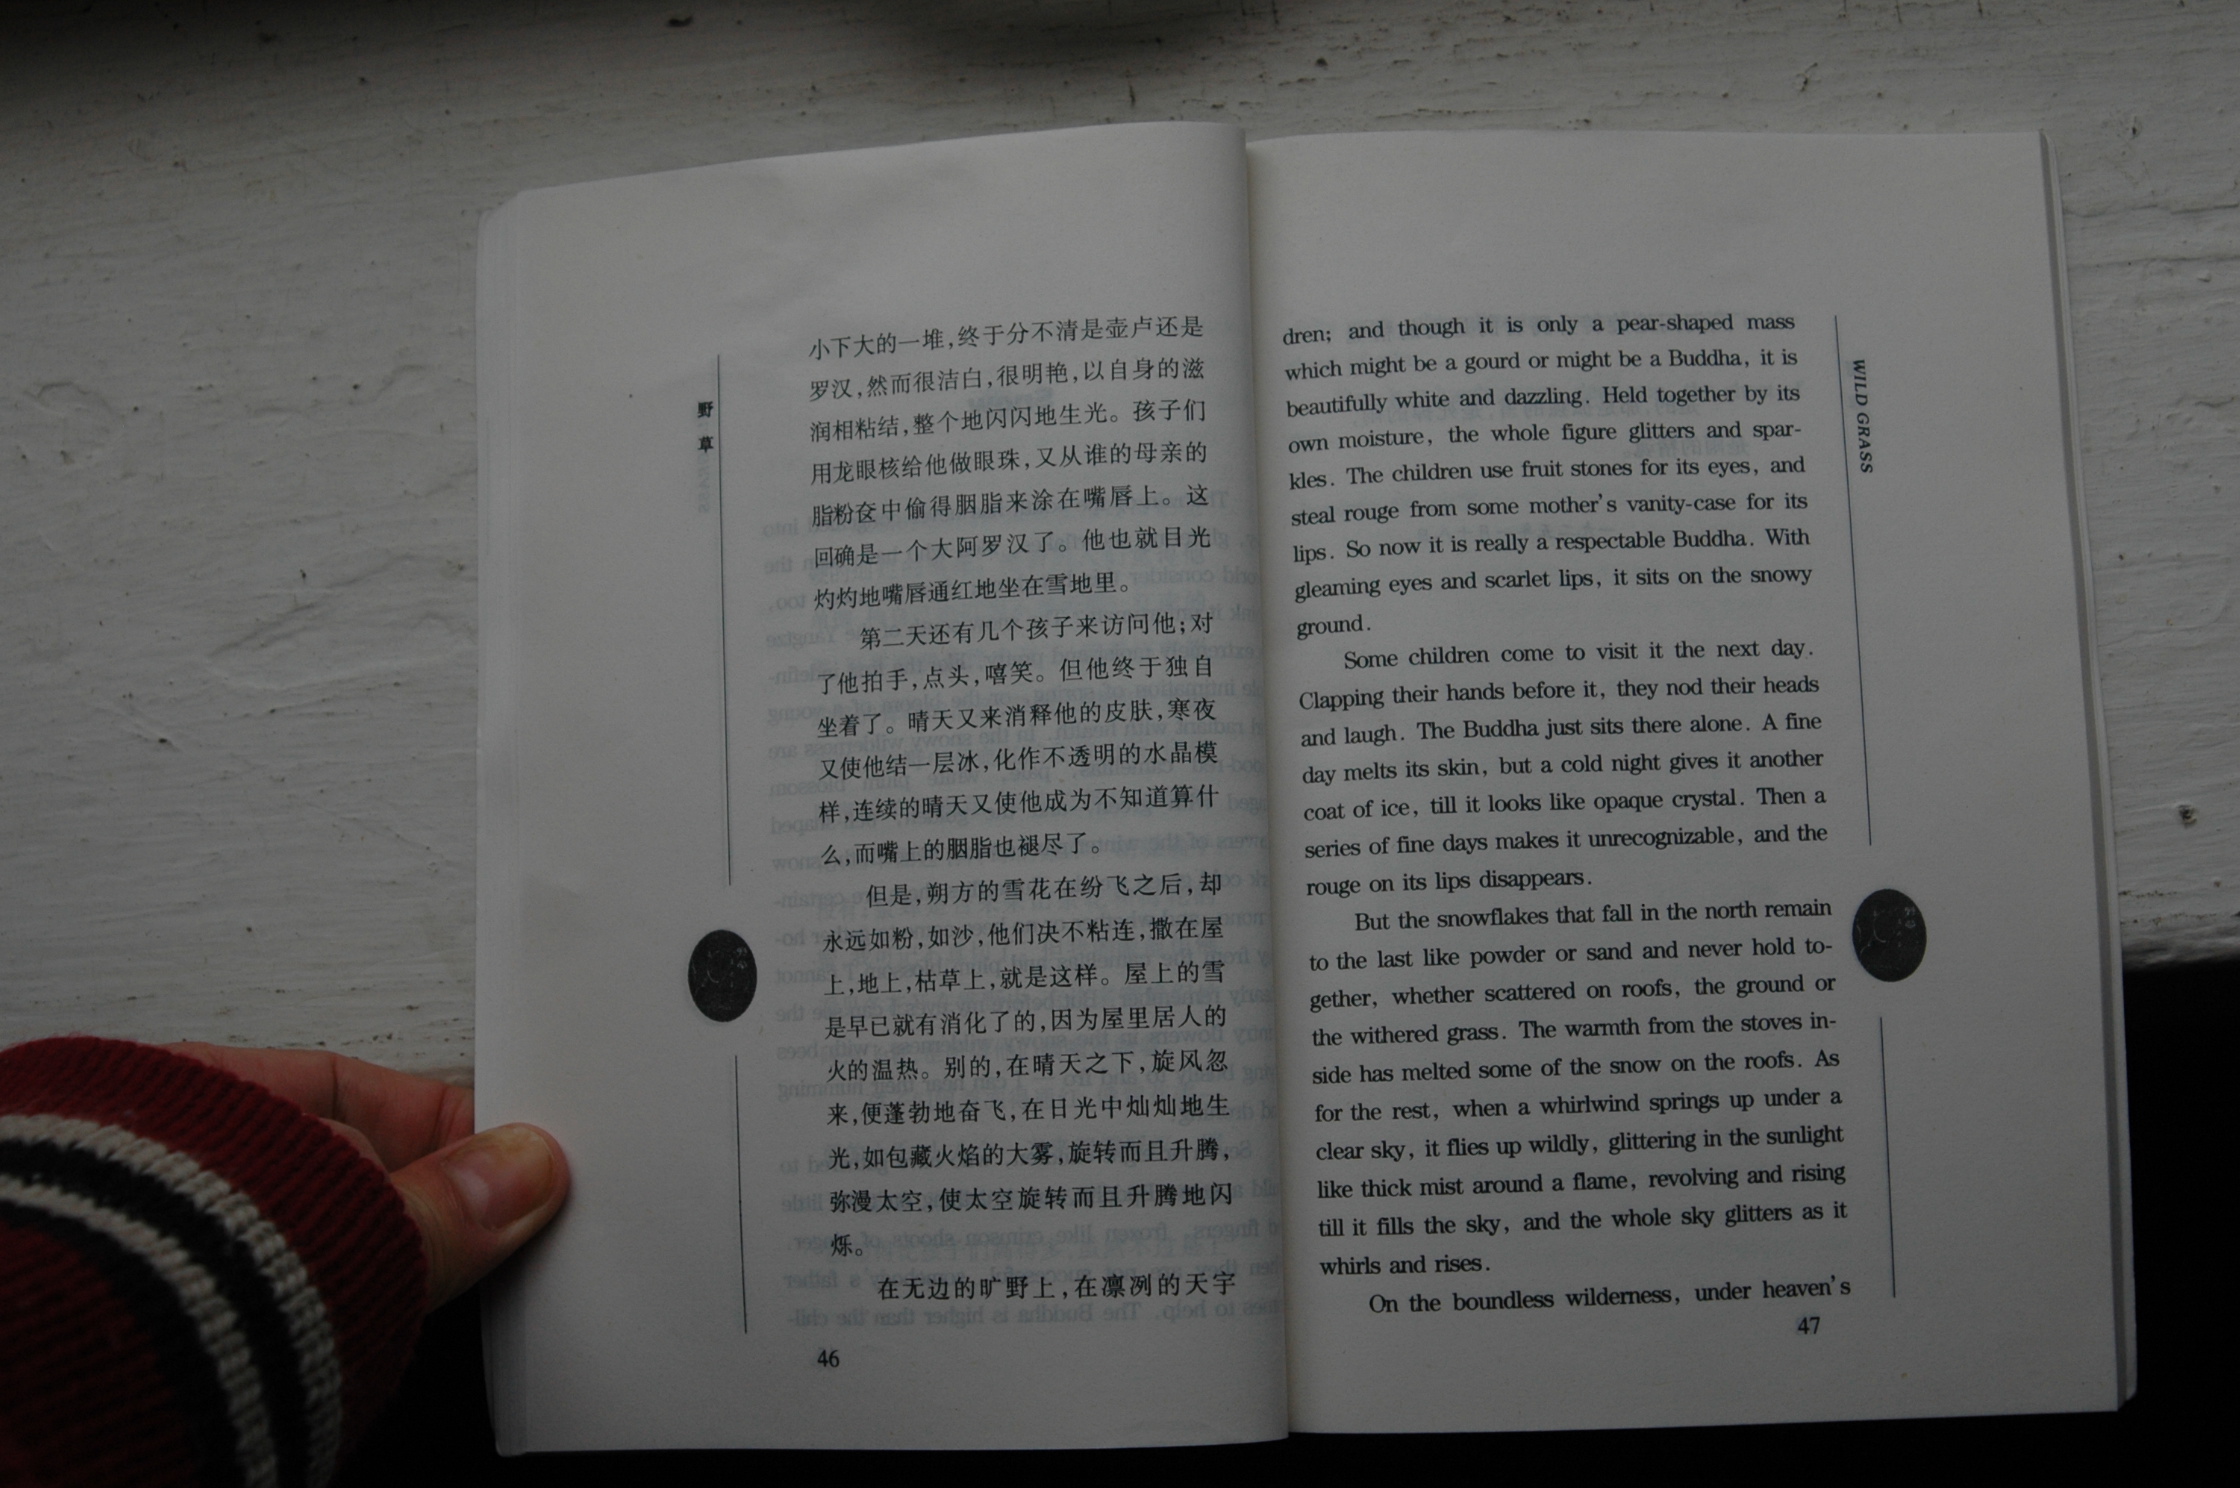 野草
小下大的一堆,终于分不清是壶卢还是
罗汉,然而很洁白,很明艳,以自身的滋
润相粘结,整个地闪闪地生光。孩子们
用龙眼核给他做眼珠,又从谁的母亲的
脂粉奁中偷得胭脂来涂在嘴唇上。这
回确是一个大阿罗汉了。他也就目光
灼灼地嘴唇通红地坐在雪地里。
第二天还有几个孩子来访问他;对
了他拍手,点头,嘻笑。但他终于独自
坐着了。晴天又来消释他的皮肤,寒夜
又使他结一层冰,化作不透明的水晶模
样,连续的晴天又使他成为不知道算什
么,而嘴上的胭脂也褪尽了。
但是,朔方的雪花在纷飞之后,却
永远如粉,如沙,他们决不粘连,撒在屋
上,地上,枯草上,就是这样。屋上的雪
是早已就有消化了的,因为屋里居人的
火的温热。别的,在晴天之下,旋风忽
来,便蓬勃地奋飞,在日光中灿灿地生
光,如包藏火焰的大雾,旋转而且升腾,
弥漫太空,使太空旋转而且升腾地闪
烁。
在无边的旷野上,在凛冽的天宇
46
dren; and though it is only a pear-shaped mass
which might be a gourd or might be a Buddha, it is
beautifully white and dazzling. Held together by its
own moisture, the whole figure glitters and spar-
kles. The children use fruit stones for its eyes, and
steal rouge from some mother's vanity-case for its
lips. So now it is really a respectable Buddha. With
gleaming eyes and scarlet lips, it sits on the snowy
ground.
Some children come to visit it the next day.
Clapping their hands before it, they nod their heads
and laugh. The Buddha just sits there alone. A fine
day melts its skin, but a cold night gives it another
coat of ice, till it looks like opaque crystal. Then a
series of fine days makes it unrecognizable, and the
rouge on its lips disappears.
But the snowflakes that fall in the north remain
to the last like powder or sand and never hold to-
gether, whether scattered on roofs, the ground or
the withered grass. The warmth from the stoves in-
side has melted some of the snow on the roofs. As
for the rest, when a whirlwind springs up under a
clear sky, it flies up wildly, glittering in the sunlight
like thick mist around a flame, revolving and rising
till it fills the sky, and the whole sky glitters as it
whirls and rises.
On the boundless wilderness, under heaven's
47
WILD GRASS